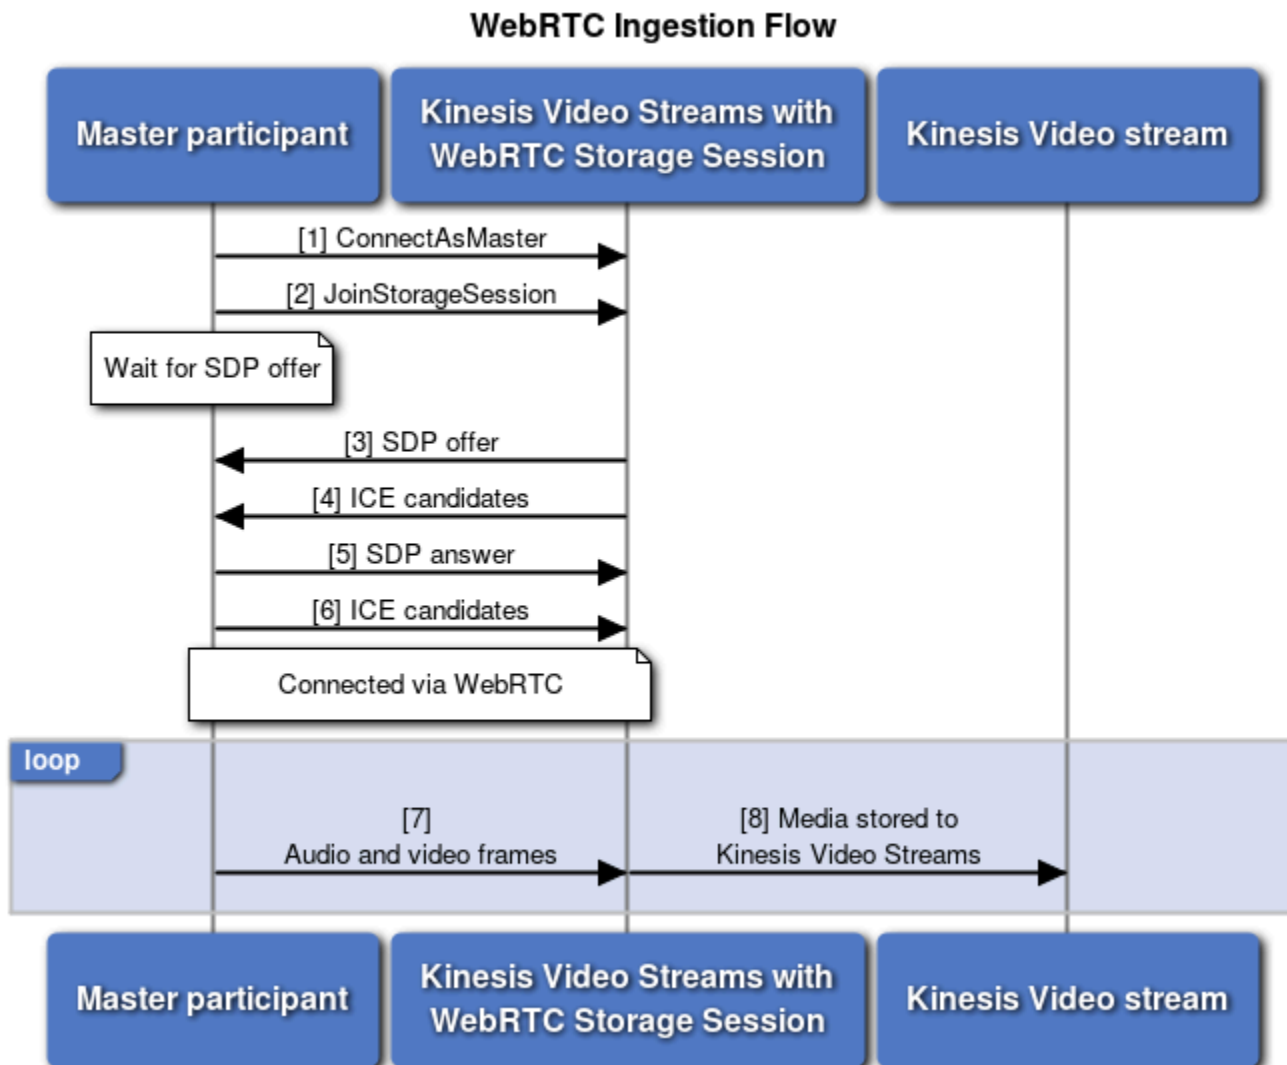 WebRTC Ingestion Flow
Master participant
Kinesis Video Streams with
WebRTC Storage Session
Kinesis Video stream
[1] ConnectAsMaster
[2] JoinStorageSession
Wait for SDP offer
[3] SDP offer
[4] ICE candidates
[5] SDP answer
[6] ICE candidates
Connected via WebRTC
loop
[7]
Audio and video frames
[8] Media stored to
Kinesis Video Streams
Master participant
Kinesis Video Streams with
WebRTC Storage Session
Kinesis Video stream